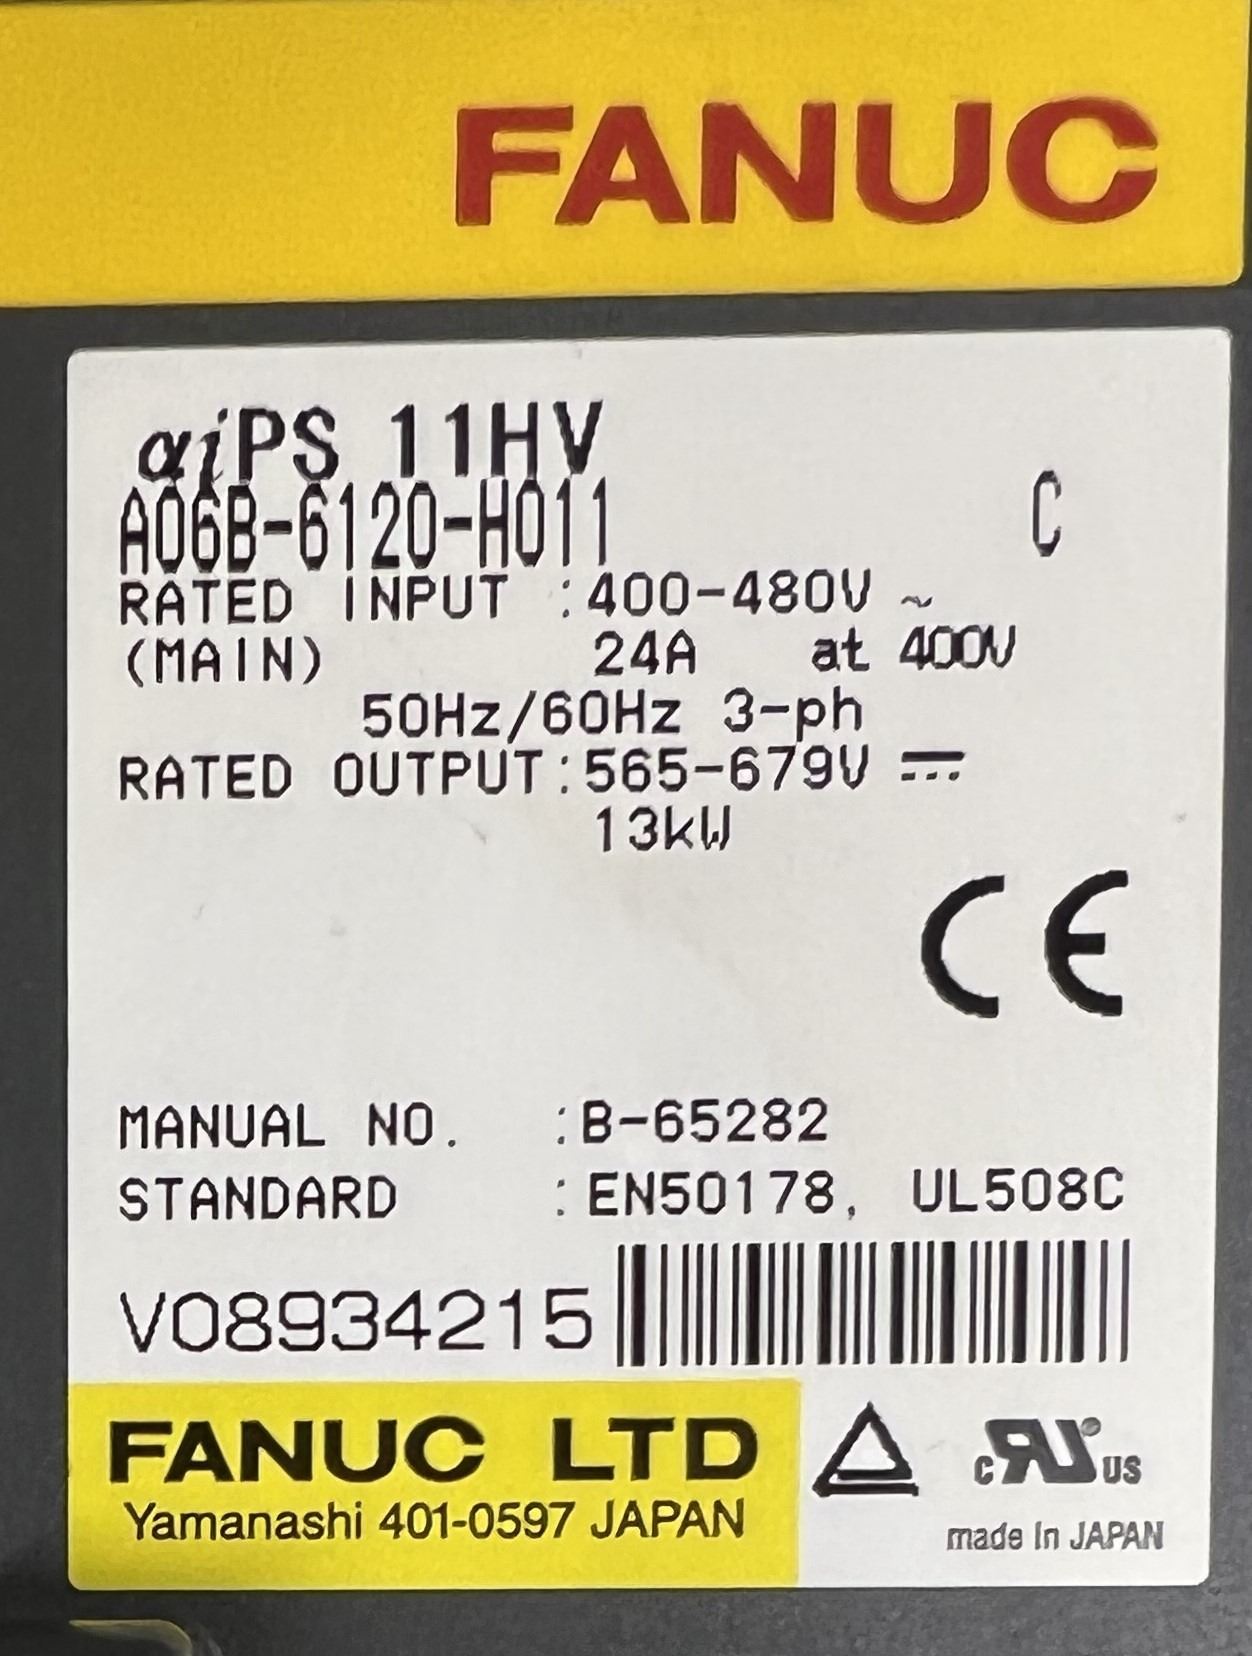 FANUC
αiPS 11HV
A06B-6120-H011 C
RATED INPUT :400-480V ~
(MAIN) 24A at 400V
50Hz/60Hz 3-ph
RATED OUTPUT:565-679V ⎓
13kW
CE
MANUAL NO. :B-65282
STANDARD :EN50178, UL508C
V08934215
FANUC LTD
Yamanashi 401-0597 JAPAN
c RU US
made in JAPAN